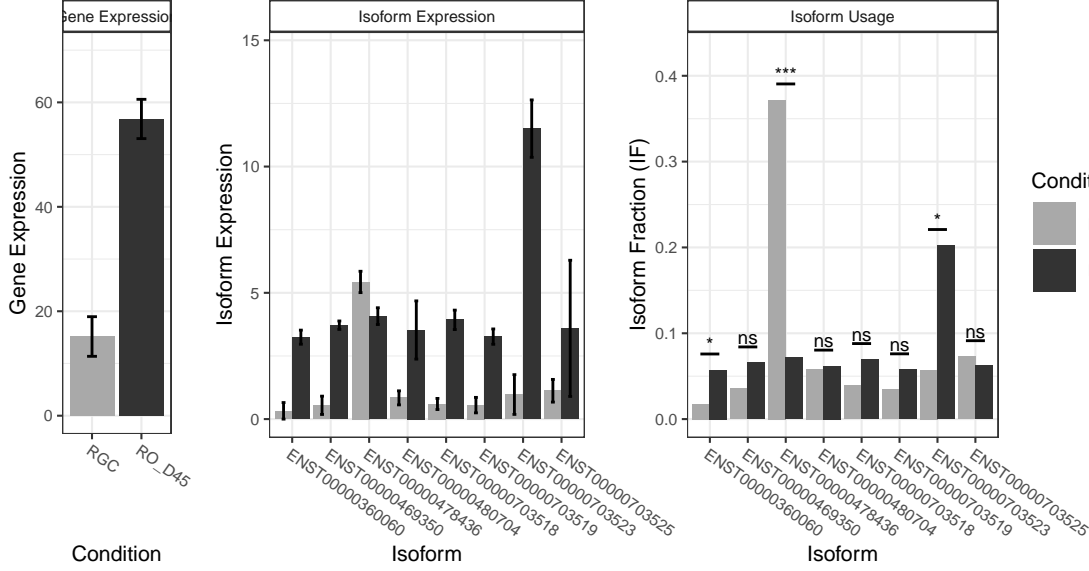 Gene Expression
Isoform Expression
Isoform Usage
Gene Expression
0
20
40
60
RGC
RO_D45
Condition
Isoform Expression
0
5
10
15
ENST00000360060
ENST00000469350
ENST00000478436
ENST00000480704
ENST00000703518
ENST00000703519
ENST00000703523
ENST00000703525
Isoform
Isoform Fraction (IF)
0.0
0.1
0.2
0.3
0.4
*
ns
***
ns
ns
ns
*
ns
ENST00000360060
ENST00000469350
ENST00000478436
ENST00000480704
ENST00000703518
ENST00000703519
ENST00000703523
ENST00000703525
Isoform
Condit